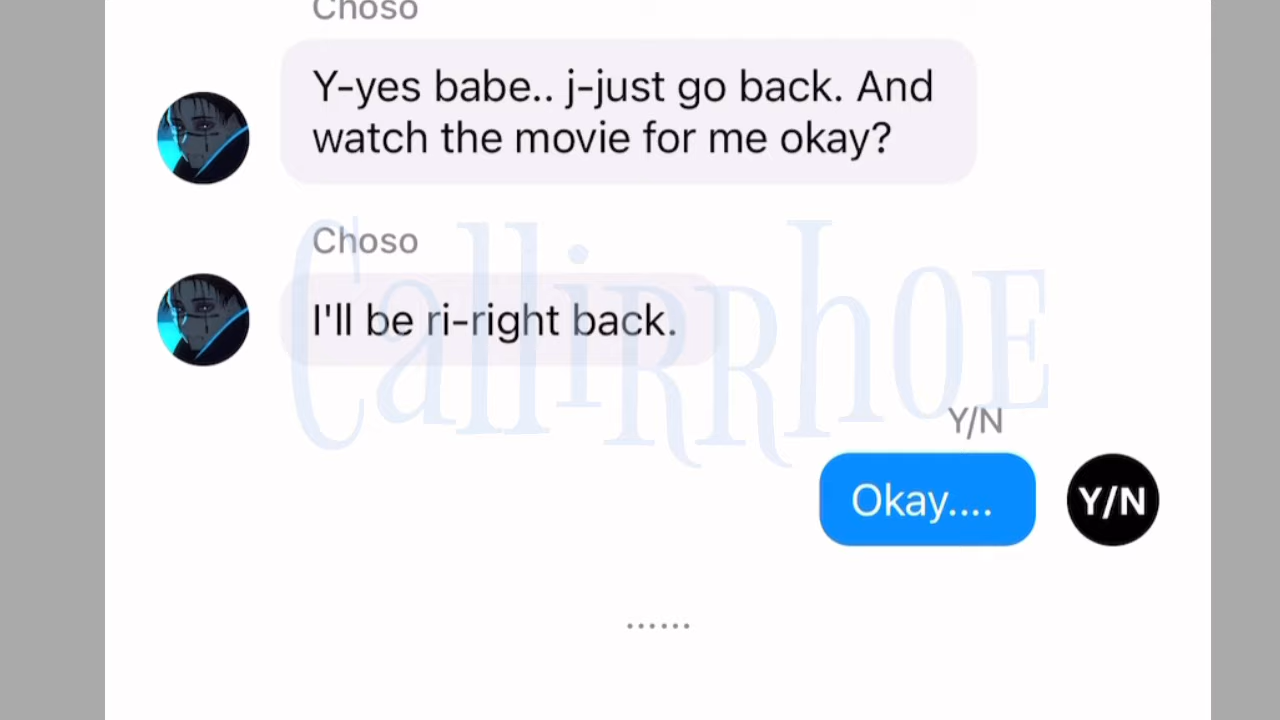 Choso
Y-yes babe.. j-just go back. And
watch the movie for me okay?
Choso
I'll be ri-right back.
CalliRRhOE
Y/N
Okay....
Y/N
......